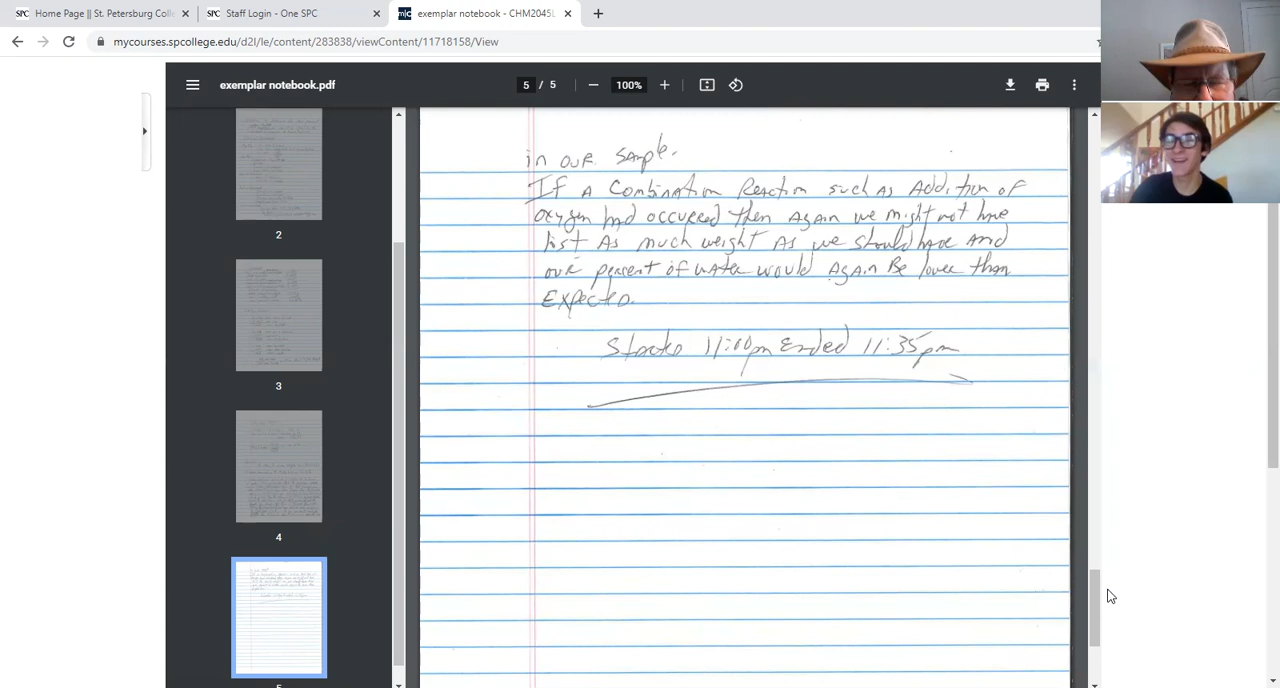 Home Page || St. Petersburg Colle
Staff Login - One SPC
exemplar notebook - CHM2045L
mycourses.spcollege.edu/d2l/le/content/283838/viewContent/11718158/View
exemplar notebook.pdf
5 / 5
100%
2
3
4
5
in our sample.
If A Combination Reaction such As Addition of
oxygen had occurred then Again we might not have
lost As much weight As we should have And
our percent of water would Again Be lower than
Expected.
Started 11:00pm Ended 11:35pm